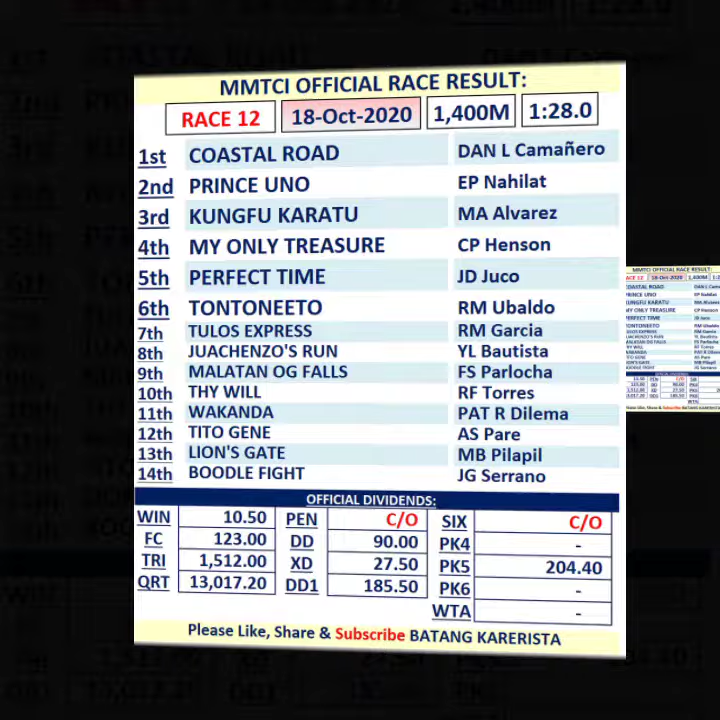 MMTCI OFFICIAL RACE RESULT:
RACE 12 18-Oct-2020 1,400M 1:28.0
1st COASTAL ROAD DAN L Camañero
2nd PRINCE UNO EP Nahilat
3rd KUNGFU KARATU MA Alvarez
4th MY ONLY TREASURE CP Henson
5th PERFECT TIME JD Juco
6th TONTONEETO RM Ubaldo
7th TULOS EXPRESS RM Garcia
8th JUACHENZO'S RUN YL Bautista
9th MALATAN OG FALLS FS Parlocha
10th THY WILL RF Torres
11th WAKANDA PAT R Dilema
12th TITO GENE AS Pare
13th LION'S GATE MB Pilapil
14th BOODLE FIGHT JG Serrano
OFFICIAL DIVIDENDS:
WIN 10.50 PEN C/O SIX C/O
FC 123.00 DD 90.00 PK4 -
TRI 1,512.00 XD 27.50 PK5 204.40
QRT 13,017.20 DD1 185.50 PK6 -
WTA -
Please Like, Share & Subscribe BATANG KARERISTA